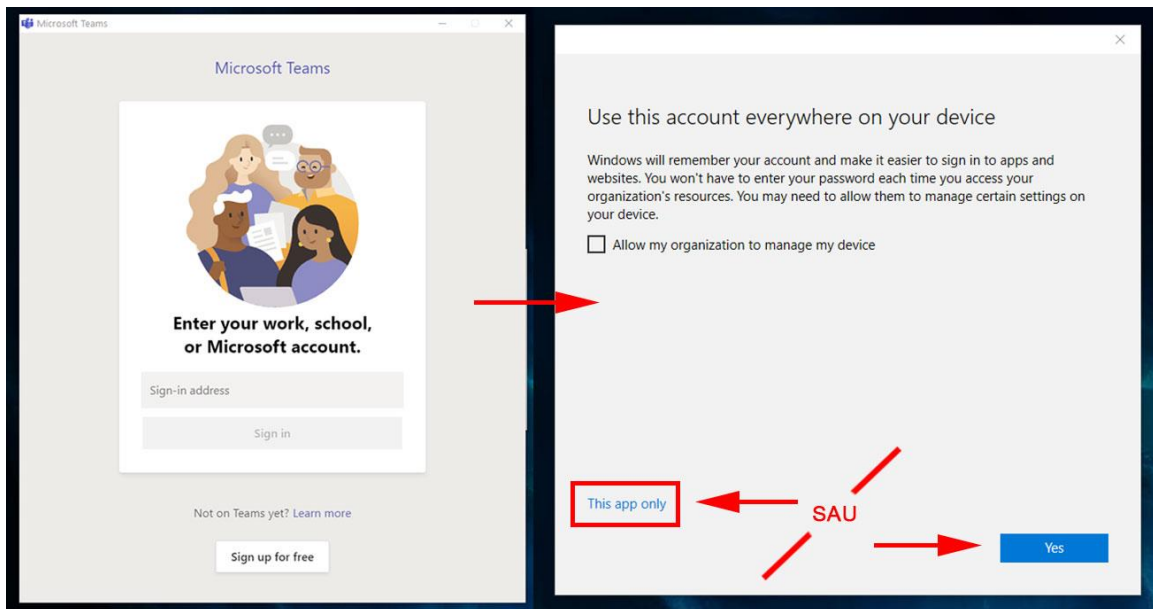 Microsoft Teams
Microsoft Teams
Enter your work, school,
or Microsoft account.
Sign-in address
Sign in
Not on Teams yet? Learn more
Sign up for free
Use this account everywhere on your device
Windows will remember your account and make it easier to sign in to apps and
websites. You won't have to enter your password each time you access your
organization's resources. You may need to allow them to manage certain settings on
your device.
Allow my organization to manage my device
This app only
SAU
Yes